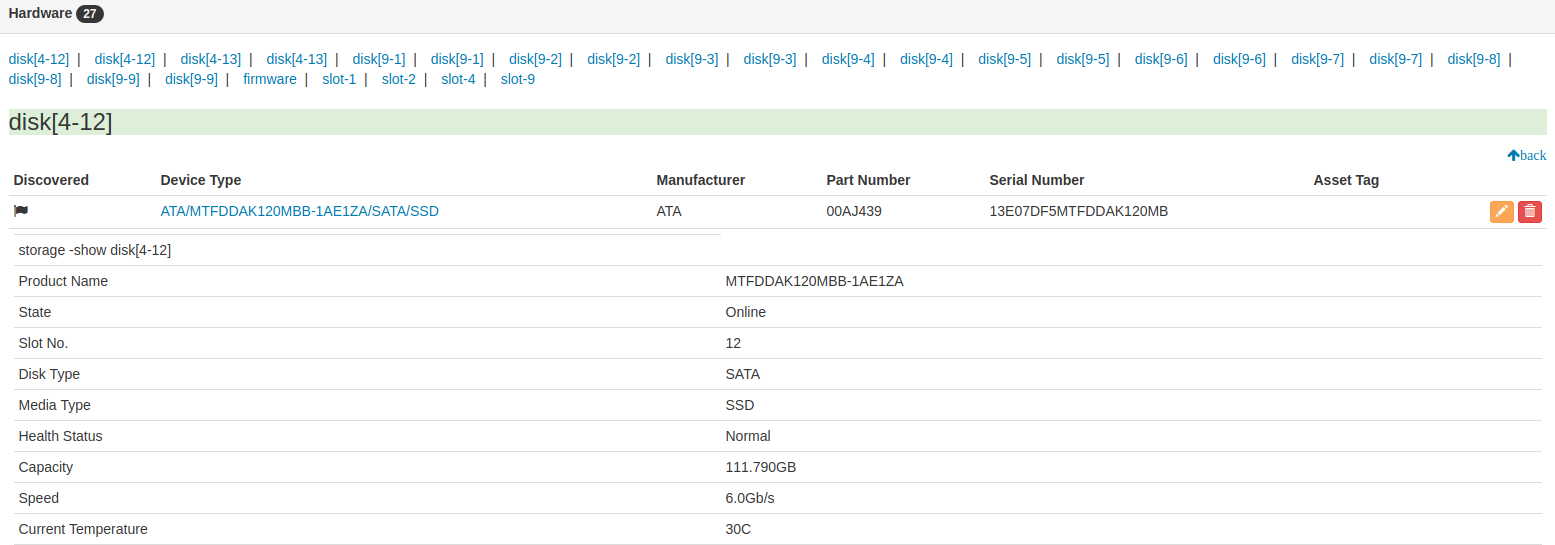 Hardware 27
disk[4-12] | disk[4-12] | disk[4-13] | disk[4-13] | disk[9-1] | disk[9-1] | disk[9-2] | disk[9-2] | disk[9-3] | disk[9-3] | disk[9-4] | disk[9-4] | disk[9-5] | disk[9-5] | disk[9-6] | disk[9-6] | disk[9-7] | disk[9-7] | disk[9-8] |
disk[9-8] | disk[9-9] | disk[9-9] | firmware | slot-1 | slot-2 | slot-4 | slot-9
disk[4-12]
back
Discovered Device Type Manufacturer Part Number Serial Number Asset Tag
ATA/MTFDDAK120MBB-1AE1ZA/SATA/SSD ATA 00AJ439 13E07DF5MTFDDAK120MB
storage -show disk[4-12]
Product Name MTFDDAK120MBB-1AE1ZA
State Online
Slot No. 12
Disk Type SATA
Media Type SSD
Health Status Normal
Capacity 111.790GB
Speed 6.0Gb/s
Current Temperature 30C